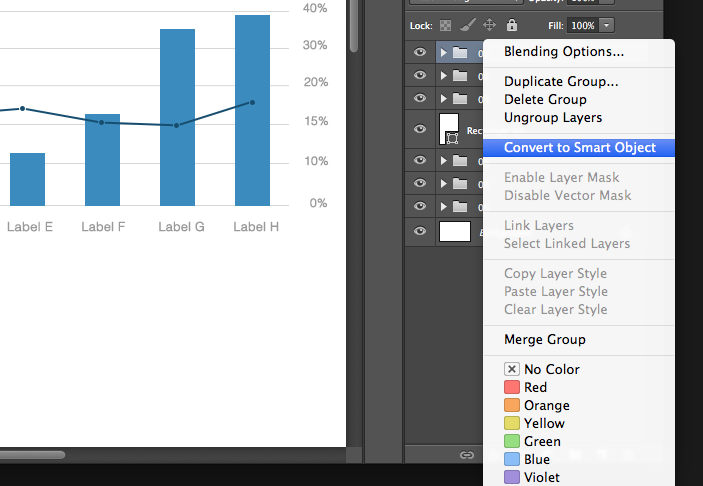 40%
30%
20%
15%
10%
0%
Label E
Label F
Label G
Label H
Lock:
Fill: 100%
Blending Options...
Duplicate Group...
Delete Group
Ungroup Layers
Convert to Smart Object
Enable Layer Mask
Disable Vector Mask
Link Layers
Select Linked Layers
Copy Layer Style
Paste Layer Style
Clear Layer Style
Merge Group
No Color
Red
Orange
Yellow
Green
Blue
Violet